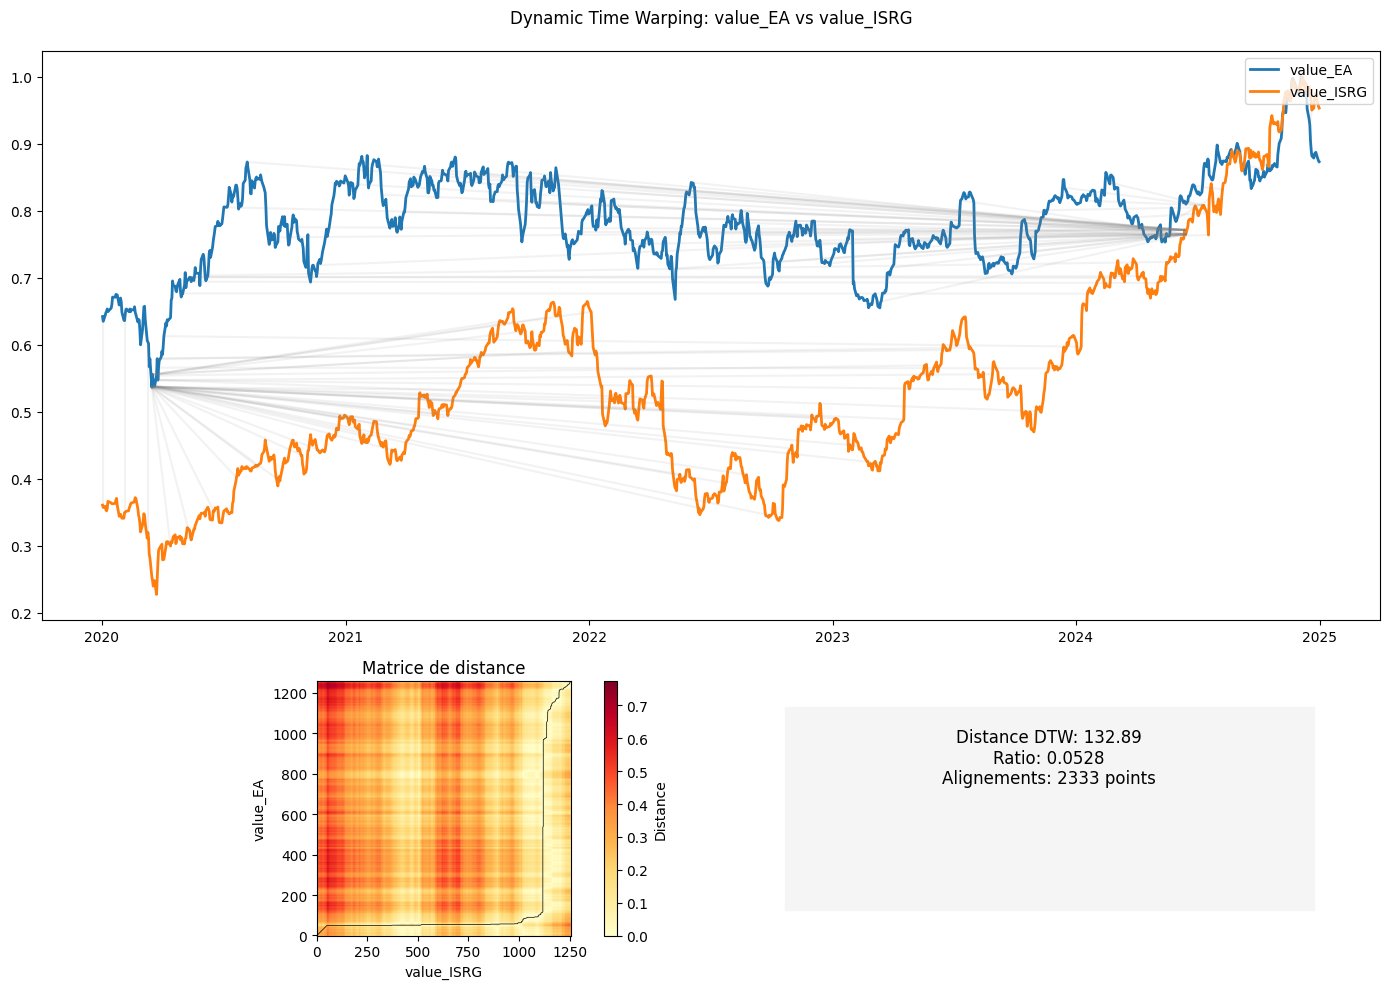 Dynamic Time Warping: value_EA vs value_ISRG
value_EA
value_ISRG
1.0
0.9
0.8
0.7
0.6
0.5
0.4
0.3
0.2
2020 2021 2022 2023 2024 2025
Matrice de distance
value_EA
1200
1000
800
600
400
200
0
0 250 500 750 1000 1250
value_ISRG
0.7
0.6
0.5
0.4
0.3
0.2
0.1
0.0
Distance
Distance DTW: 132.89
Ratio: 0.0528
Alignements: 2333 points